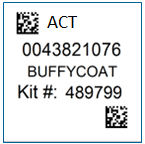 ACT
0043821076
BUFFYCOAT
Kit #: 489799